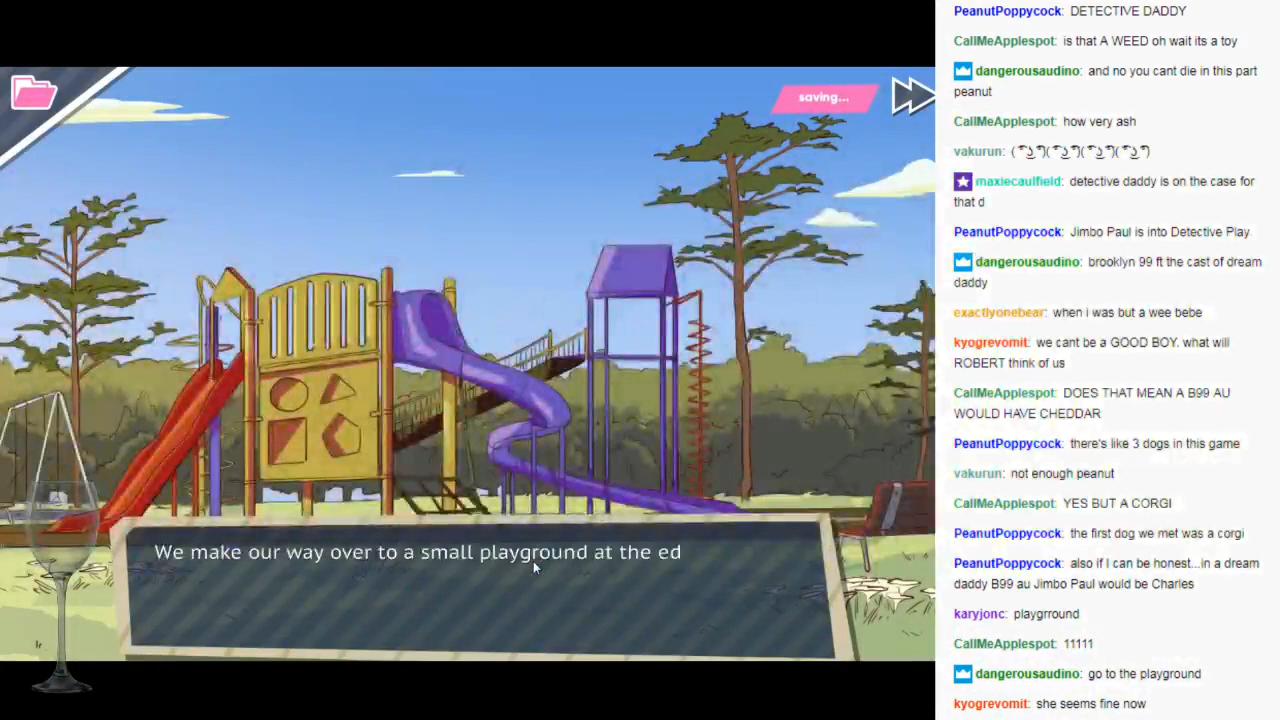 saving...
We make our way over to a small playground at the ed
PeanutPoppycock: DETECTIVE DADDY
CallMeApplespot: is that A WEED oh wait its a toy
dangerousaudino: and no you cant die in this part
peanut
CallMeApplespot: how very ash
vakurun: ( ͡° ͜ʖ ͡°)( ͡° ͜ʖ ͡°)( ͡° ͜ʖ ͡°)( ͡° ͜ʖ ͡°)
maxiecaulfield: detective daddy is on the case for
that d
PeanutPoppycock: Jimbo Paul is into Detective Play
dangerousaudino: brooklyn 99 ft the cast of dream
daddy
exactlyonebear: when i was but a wee bebe
kyogrevomit: we cant be a GOOD BOY. what will
ROBERT think of us
CallMeApplespot: DOES THAT MEAN A B99 AU
WOULD HAVE CHEDDAR
PeanutPoppycock: there's like 3 dogs in this game
vakurun: not enough peanut
CallMeApplespot: YES BUT A CORGI
PeanutPoppycock: the first dog we met was a corgi
PeanutPoppycock: also if I can be honest...in a dream
daddy B99 au Jimbo Paul would be Charles
karyjonc: playgrround
CallMeApplespot: 11111
dangerousaudino: go to the playground
kyogrevomit: she seems fine now